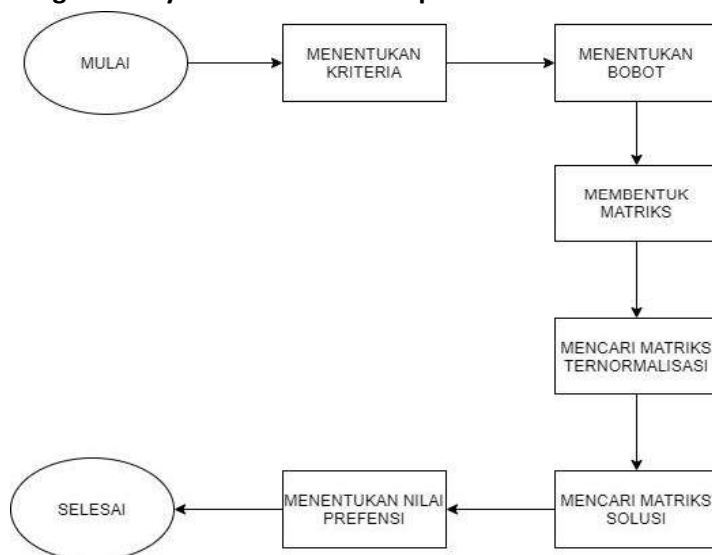 MULAI
MENENTUKAN
KRITERIA
MENENTUKAN
BOBOT
MEMBENTUK
MATRIKS
MENCARI MATRIKS
TERNORMALISASI
MENCARI MATRIKS
SOLUSI
MENENTUKAN NILAI
PREFENSI
SELESAI